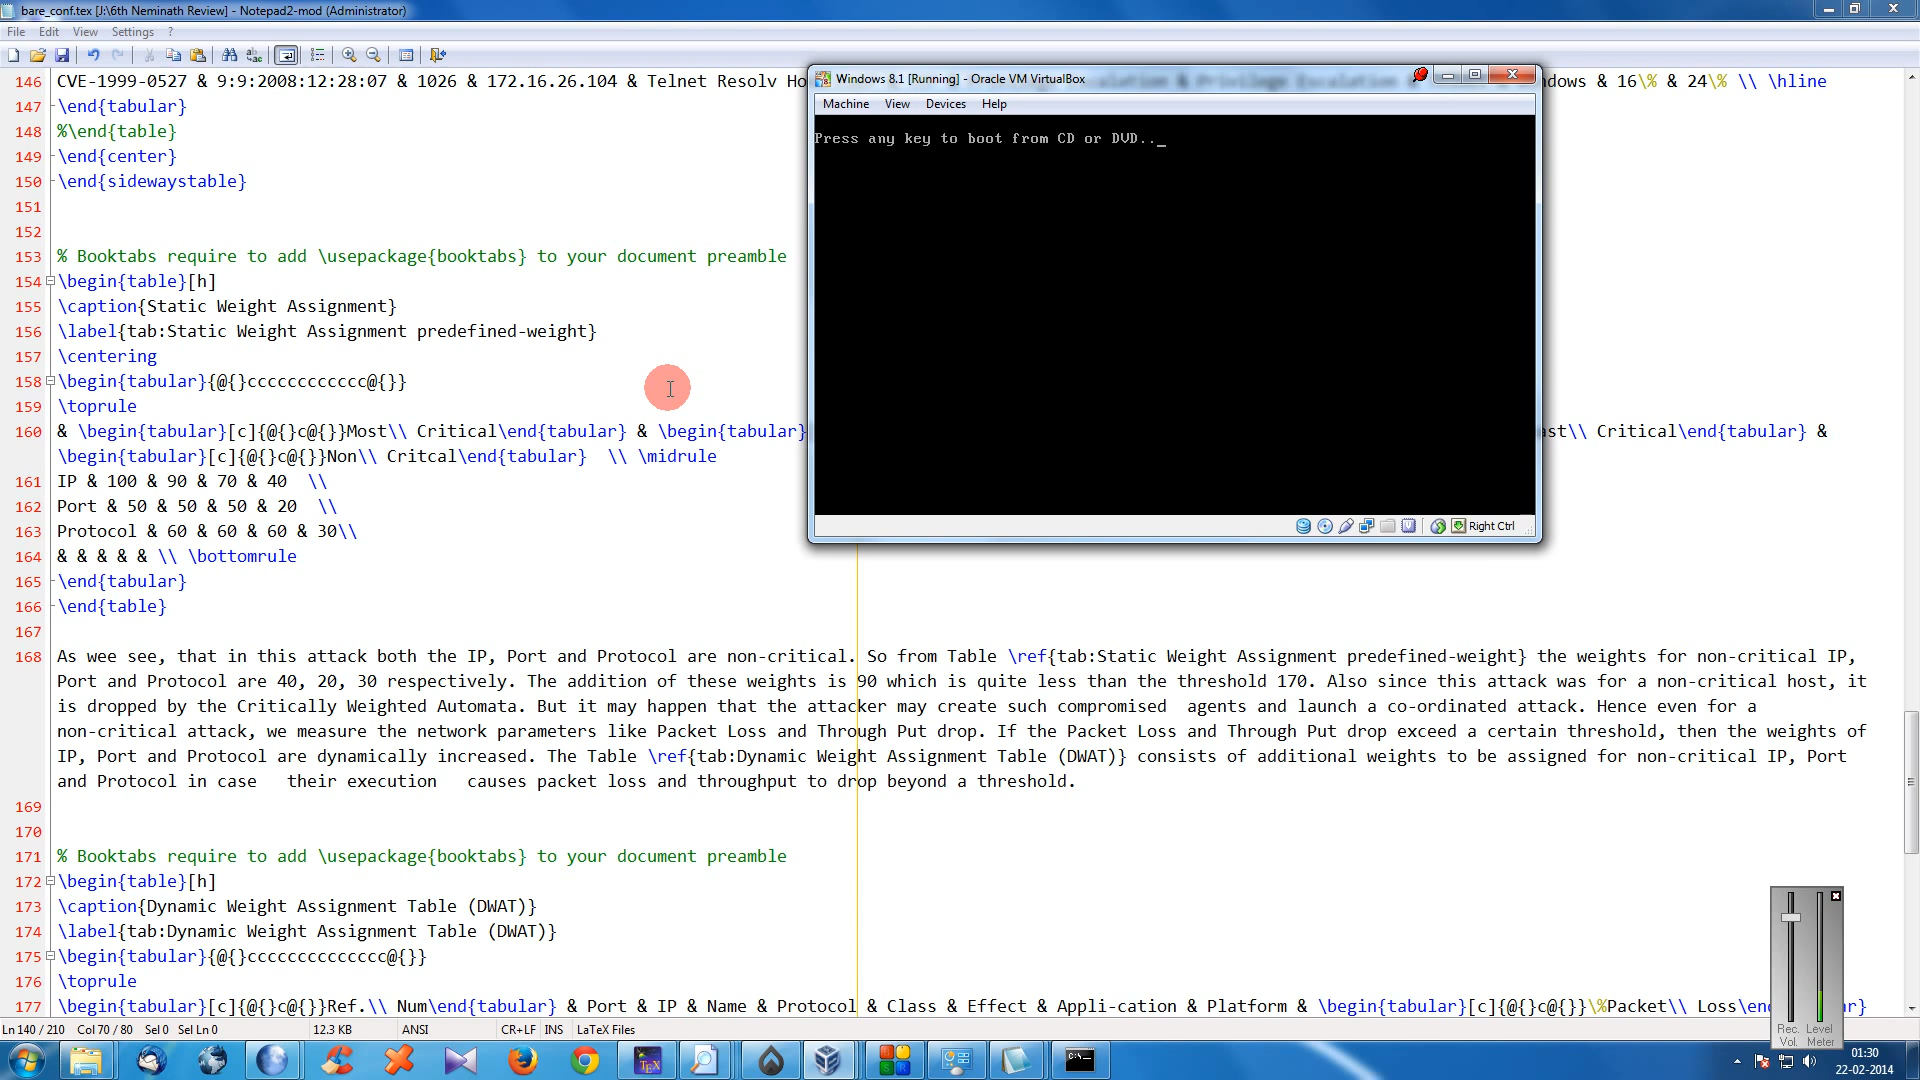 bare_conf.tex [J:\6th Neminath Review] - Notepad2-mod (Administrator)
File Edit View Settings ?
146 CVE-1999-0527 & 9:9:2008:12:28:07 & 1026 & 172.16.26.104 & Telnet Resolv Ho
ndows & 16\% & 24\% \\ \hline
147 \end{tabular}
148 %\end{table}
149 \end{center}
150 \end{sidewaystable}
151
152
153 % Booktabs require to add \usepackage{booktabs} to your document preamble
154 \begin{table}[h]
155 \caption{Static Weight Assignment}
156 \label{tab:Static Weight Assignment predefined-weight}
157 \centering
158 \begin{tabular}{@{}cccccccccccc@{}}
159 \toprule
160 & \begin{tabular}[c]{@{}c@{}}Most\\ Critical\end{tabular} & \begin{tabular}
ast\\ Critical\end{tabular} &
\begin{tabular}[c]{@{}c@{}}Non\\ Critcal\end{tabular} \\ \midrule
161 IP & 100 & 90 & 70 & 40 \\
162 Port & 50 & 50 & 50 & 20 \\
163 Protocol & 60 & 60 & 60 & 30\\
164 & & & & & \\ \bottomrule
165 \end{tabular}
166 \end{table}
167
168 As wee see, that in this attack both the IP, Port and Protocol are non-critical. So from Table \ref{tab:Static Weight Assignment predefined-weight} the weights for non-critical IP,
Port and Protocol are 40, 20, 30 respectively. The addition of these weights is 90 which is quite less than the threshold 170. Also since this attack was for a non-critical host, it
is dropped by the Critically Weighted Automata. But it may happen that the attacker may create such compromised agents and launch a co-ordinated attack. Hence even for a
non-critical attack, we measure the network parameters like Packet Loss and Through Put drop. If the Packet Loss and Through Put drop exceed a certain threshold, then the weights of
IP, Port and Protocol are dynamically increased. The Table \ref{tab:Dynamic Weight Assignment Table (DWAT)} consists of additional weights to be assigned for non-critical IP, Port
and Protocol in case their execution causes packet loss and throughput to drop beyond a threshold.
169
170
171 % Booktabs require to add \usepackage{booktabs} to your document preamble
172 \begin{table}[h]
173 \caption{Dynamic Weight Assignment Table (DWAT)}
174 \label{tab:Dynamic Weight Assignment Table (DWAT)}
175 \begin{tabular}{@{}cccccccccccccc@{}}
176 \toprule
177 \begin{tabular}[c]{@{}c@{}}Ref.\\ Num\end{tabular} & Port & IP & Name & Protocol & Class & Effect & Appli-cation & Platform & \begin{tabular}[c]{@{}c@{}}\%Packet\\ Loss\en
Windows 8.1 [Running] - Oracle VM VirtualBox
Machine View Devices Help
Press any key to boot from CD or DVD.._
Right Ctrl
Rec. Level
Vol. Meter
Ln 140 / 210 Col 70 / 80 Sel 0 Sel Ln 0 12.3 KB ANSI CR+LF INS LaTeX Files
TEX
C:\_
01:30
22-02-2014